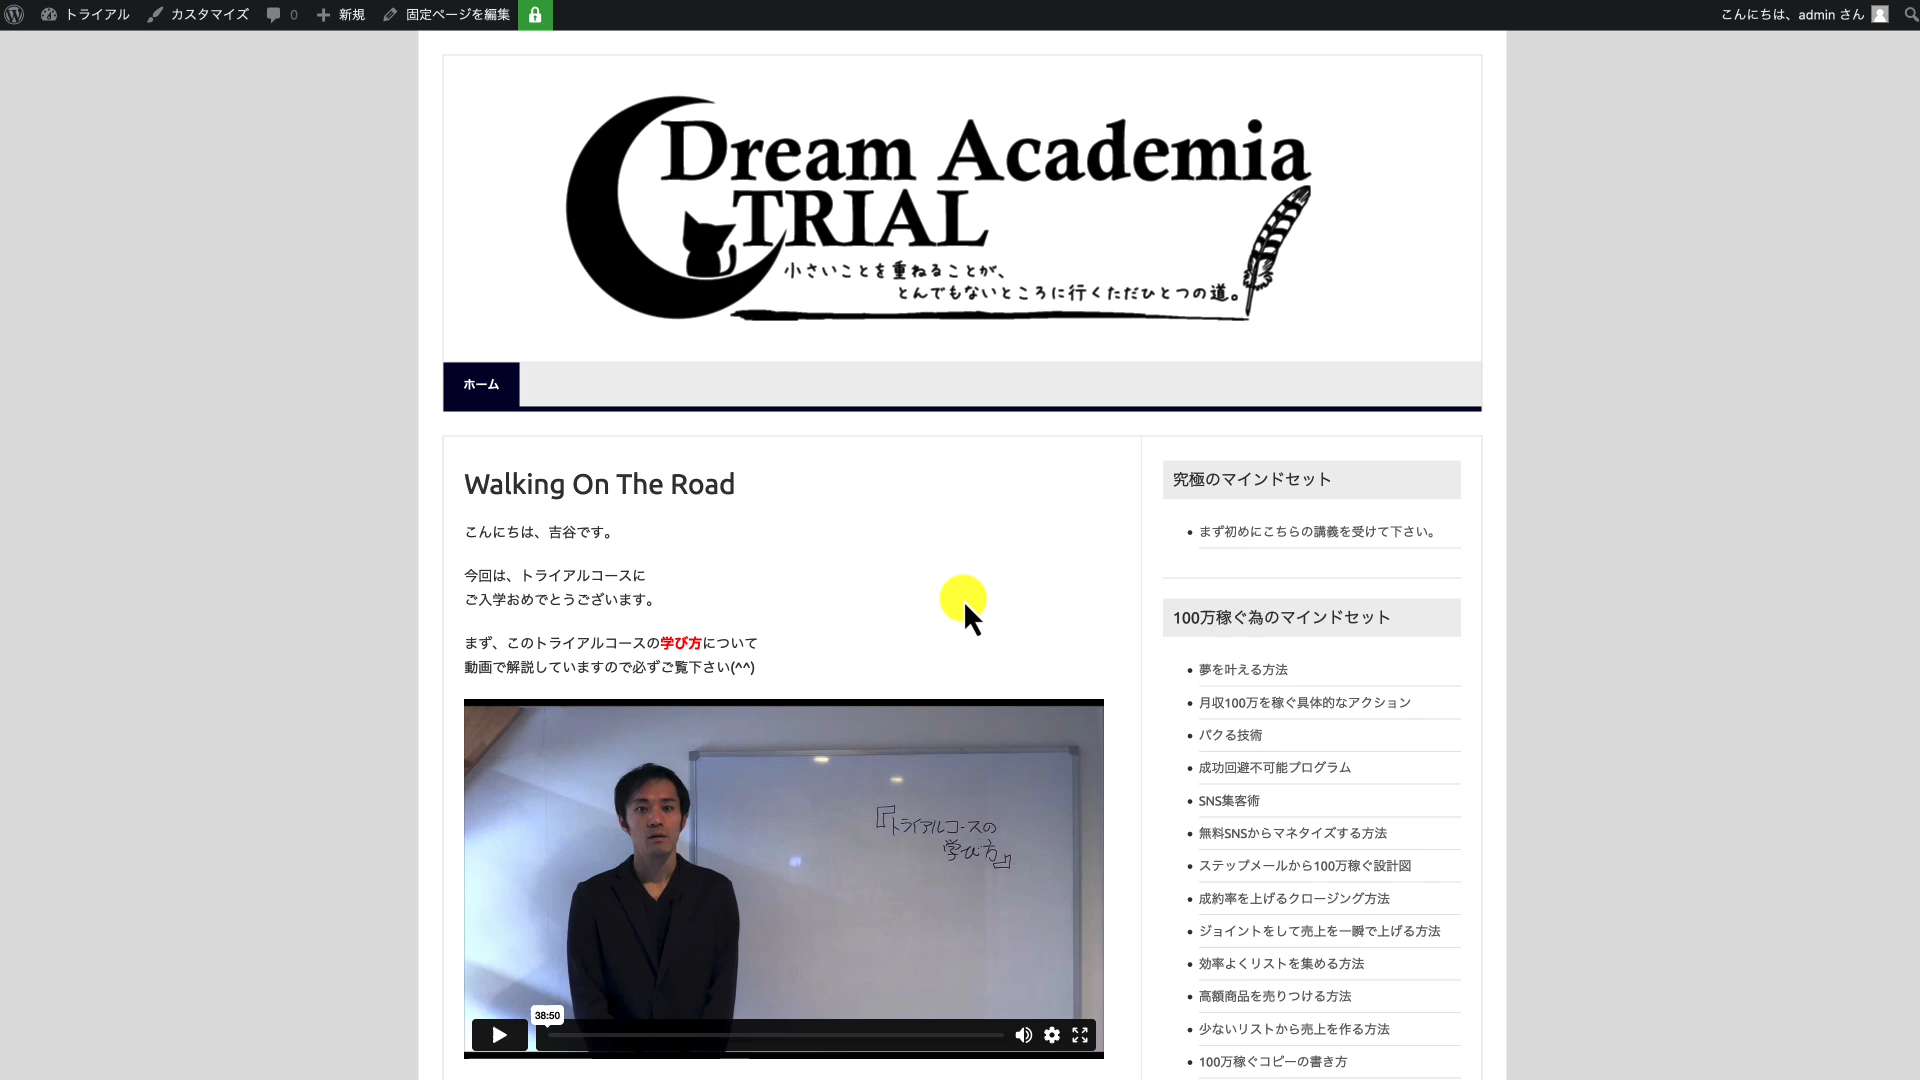 トライアル カスタマイズ 0 新規 固定ページを編集 こんにちは、admin さん
Dream Academia
TRIAL
小さいことを重ねることが、
とんでもないところに行くただひとつの道。
ホーム
Walking On The Road
こんにちは、吉谷です。
今回は、トライアルコースに
ご入学おめでとうございます。
まず、このトライアルコースの学び方について
動画で解説していますので必ずご覧下さい(^^)
『トライアルコースの
学び方』
38:50
究極のマインドセット
まず初めにこちらの講義を受けて下さい。
100万稼ぐ為のマインドセット
夢を叶える方法
月収100万を稼ぐ具体的なアクション
パクる技術
成功回避不可能プログラム
SNS集客術
無料SNSからマネタイズする方法
ステップメールから100万稼ぐ設計図
成約率を上げるクロージング方法
ジョイントをして売上を一瞬で上げる方法
効率よくリストを集める方法
高額商品を売りつける方法
少ないリストから売上を作る方法
100万稼ぐコピーの書き方